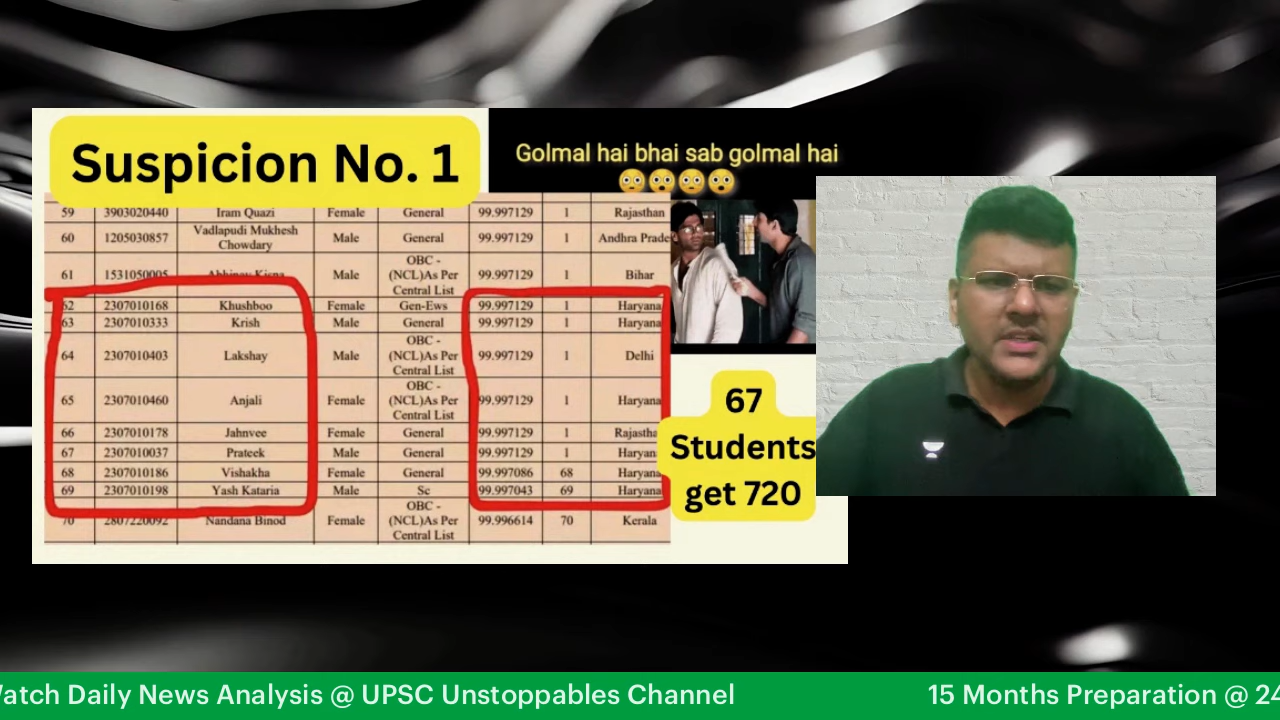 Suspicion No. 1
Golmal hai bhai sab golmal hai
59 3903020440 Iram Quazi Female General 99.997129 1 Rajasthan
60 1205030857 Vadlapudi Mukhesh Chowdary Male General 99.997129 1 Andhra Prade
61 1531050005 Abhinav Kisna Male OBC - (NCL)As Per Central List 99.997129 1 Bihar
62 2307010168 Khushboo Female Gen-Ews 99.997129 1 Haryana
63 2307010333 Krish Male General 99.997129 1 Haryana
64 2307010403 Lakshay Male OBC - (NCL)As Per Central List 99.997129 1 Delhi
65 2307010460 Anjali Female OBC - (NCL)As Per Central List 99.997129 1 Haryana
66 2307010178 Jahnvee Female General 99.997129 1 Rajastha
67 2307010037 Prateek Male General 99.997129 1 Haryana
68 2307010186 Vishakha Female General 99.997086 68 Haryana
69 2307010198 Yash Kataria Male Sc 99.997043 69 Haryana
70 2807220092 Nandana Binod Female OBC - (NCL)As Per Central List 99.996614 70 Kerala
67
Students
get 720
Watch Daily News Analysis @ UPSC Unstoppables Channel
15 Months Preparation @ 24